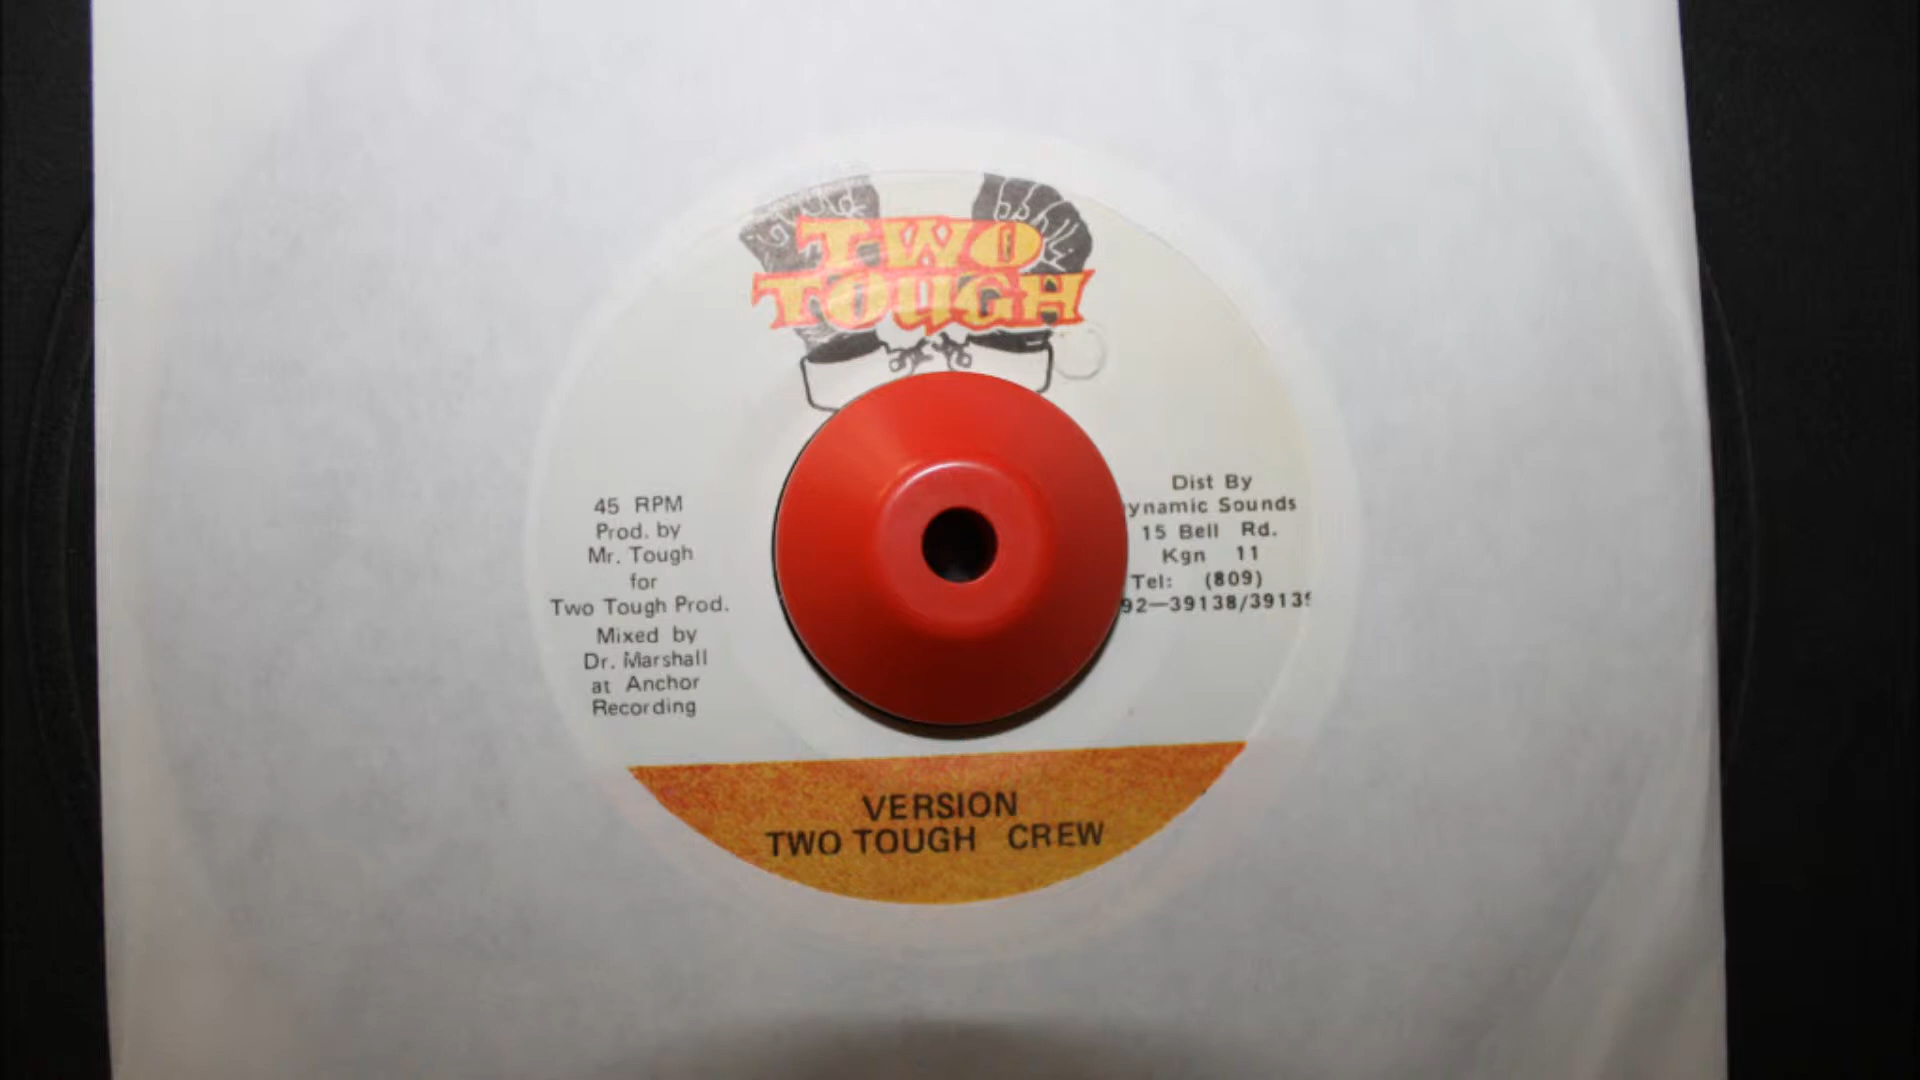 TWO
TOUGH
45 RPM
Prod. by
Mr. Tough
for
Two Tough Prod.
Mixed by
Dr. Marshall
at Anchor
Recording
Dist By
ynamic Sounds
15 Bell Rd.
Kgn 11
Tel: (809)
92-39138/3913
VERSION
TWO TOUGH CREW